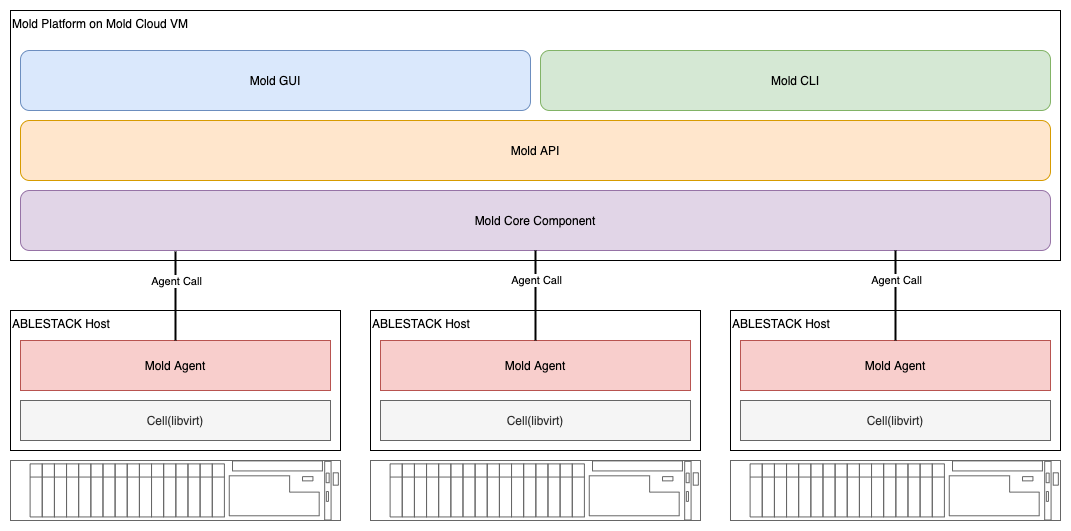 Mold Platform on Mold Cloud VM
Mold GUI
Mold CLI
Mold API
Mold Core Component
Agent Call
Agent Call
Agent Call
ABLESTACK Host
ABLESTACK Host
ABLESTACK Host
Mold Agent
Mold Agent
Mold Agent
Cell(libvirt)
Cell(libvirt)
Cell(libvirt)